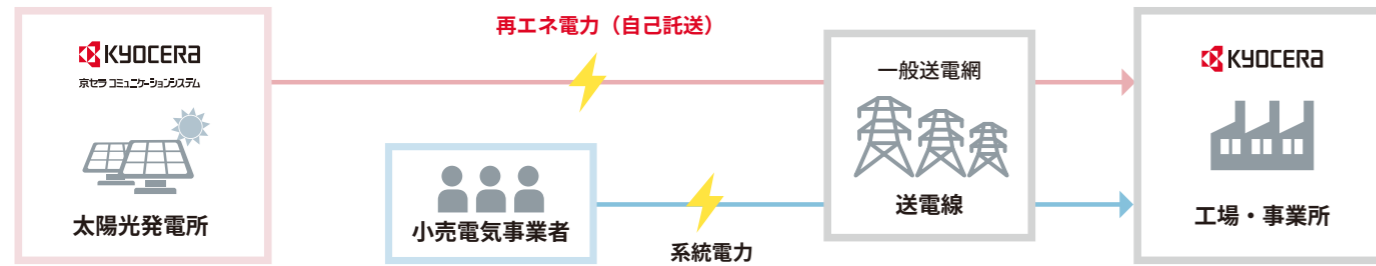 KYOCERA
京セラ コミュニケーションシステム
太陽光発電所
再エネ電力（自己託送）
小売電気事業者
系統電力
一般送電網
送電線
KYOCERA
工場・事業所